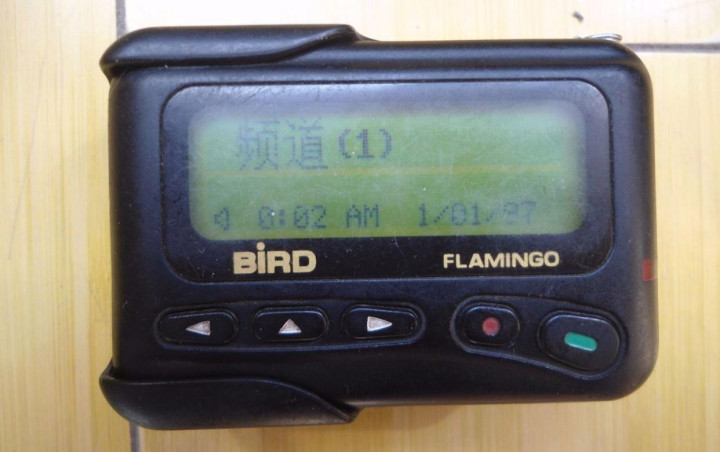 频道(1)
0:02 AM 1/01/97
BiRD
FLAMINGO